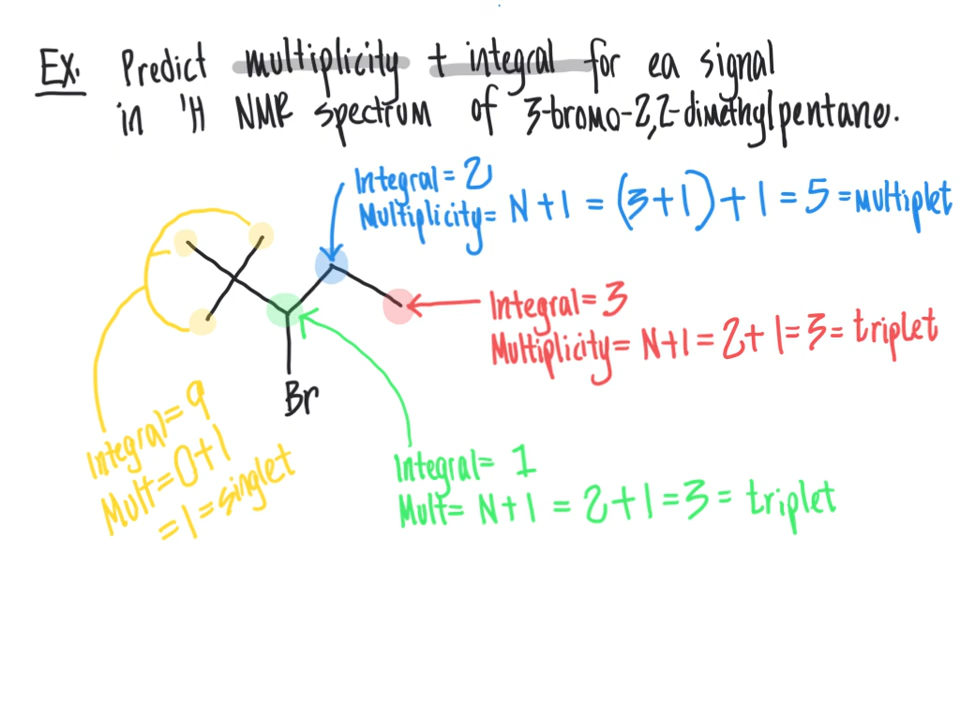 Ex. Predict multiplicity + integral for ea signal
in 'H NMR spectrum of 3-bromo-2,2-dimethylpentane.
Integral = 2
Multiplicity = N+1 = (3+1)+1 = 5 = multiplet
Integral = 3
Multiplicity = N+1 = 2+1 = 3 = triplet
Br
Integral = 9
Mult = 0+1
= 1 = singlet
Integral = 1
Mult = N+1 = 2+1 = 3 = triplet